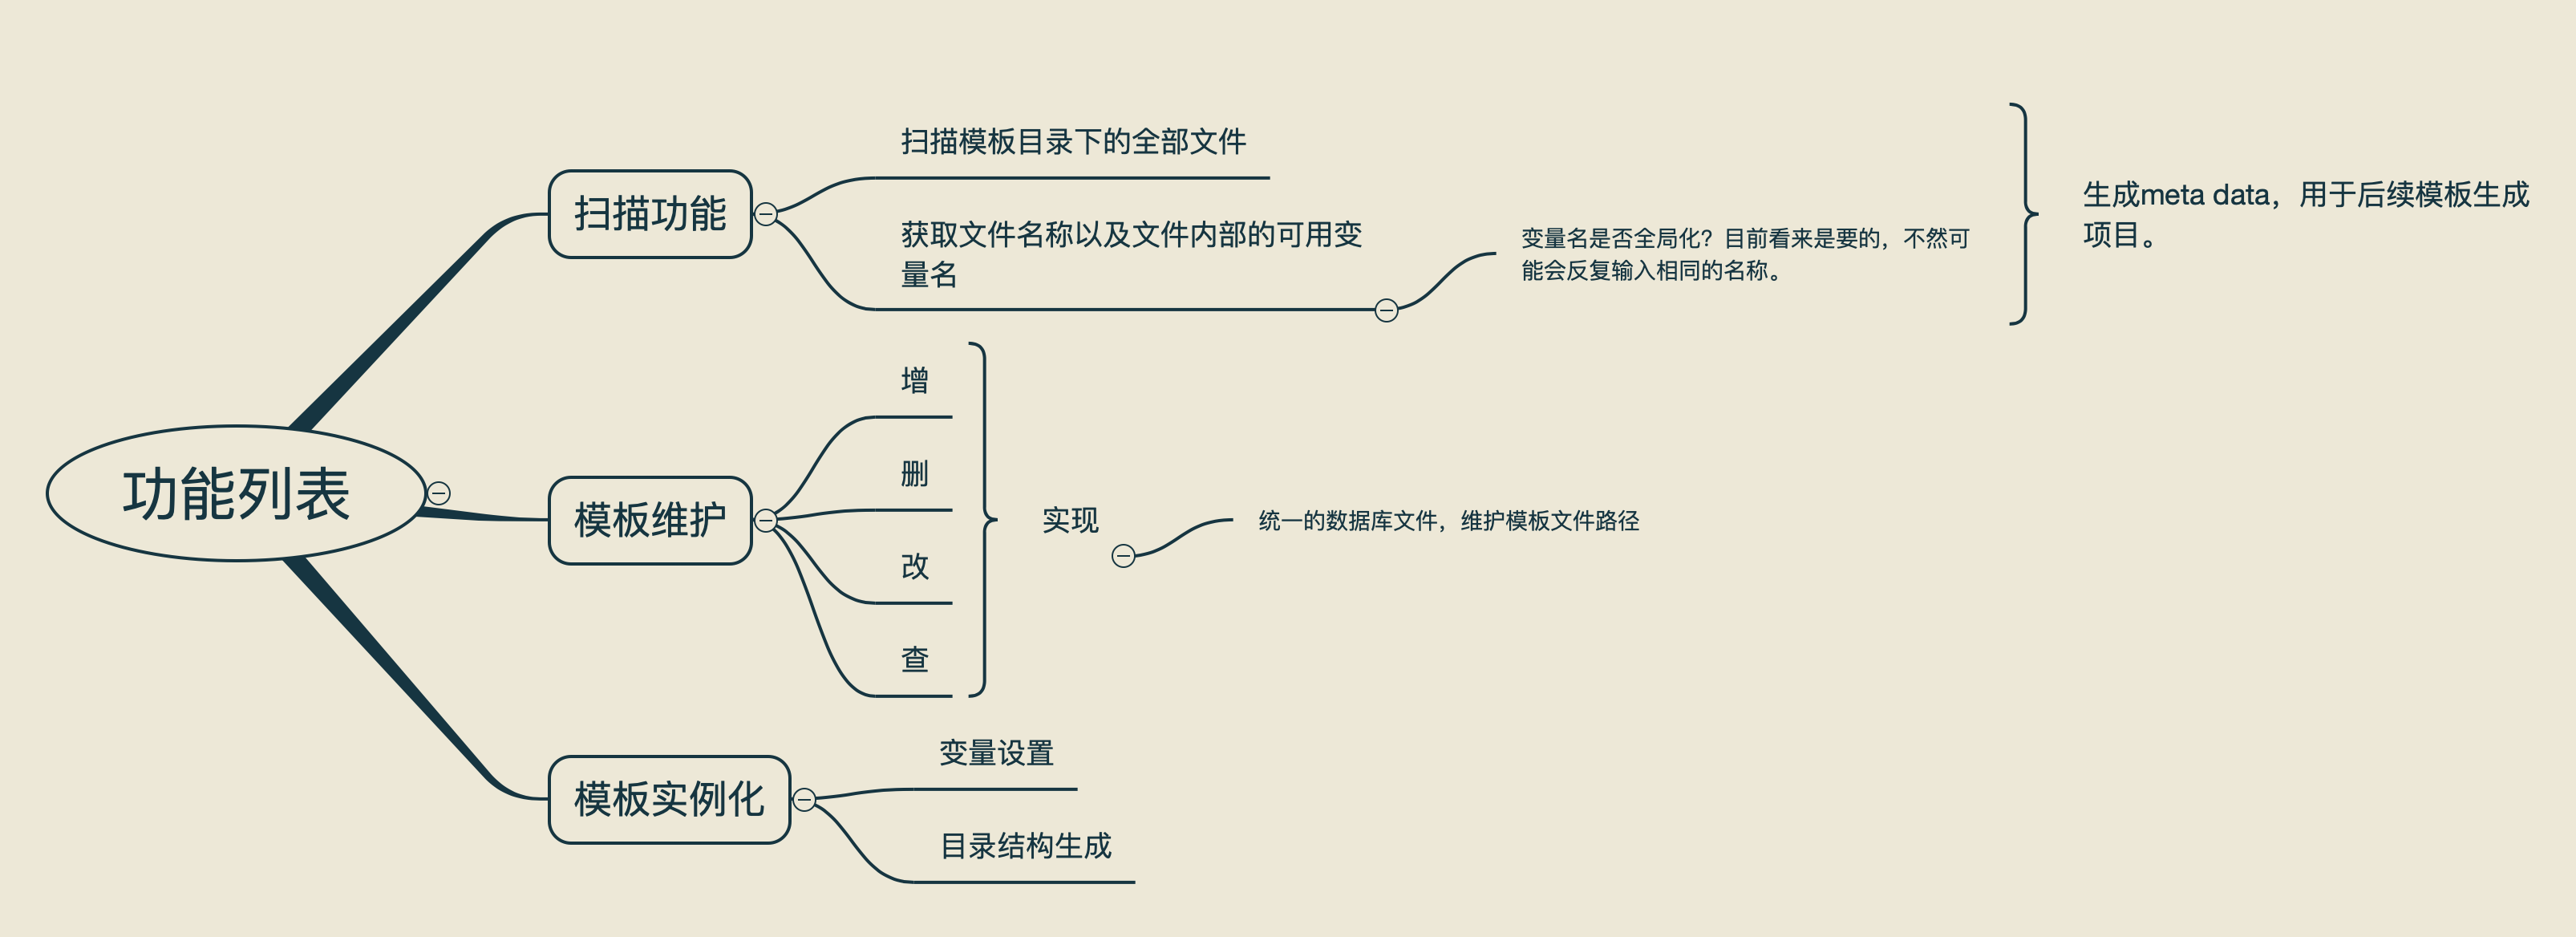 功能列表
扫描功能
扫描模板目录下的全部文件
获取文件名称以及文件内部的可用变
量名
变量名是否全局化？目前看来是要的，不然可
能会反复输入相同的名称。
生成meta data，用于后续模板生成
项目。
模板维护
增
删
改
查
实现
统一的数据库文件，维护模板文件路径
模板实例化
变量设置
目录结构生成